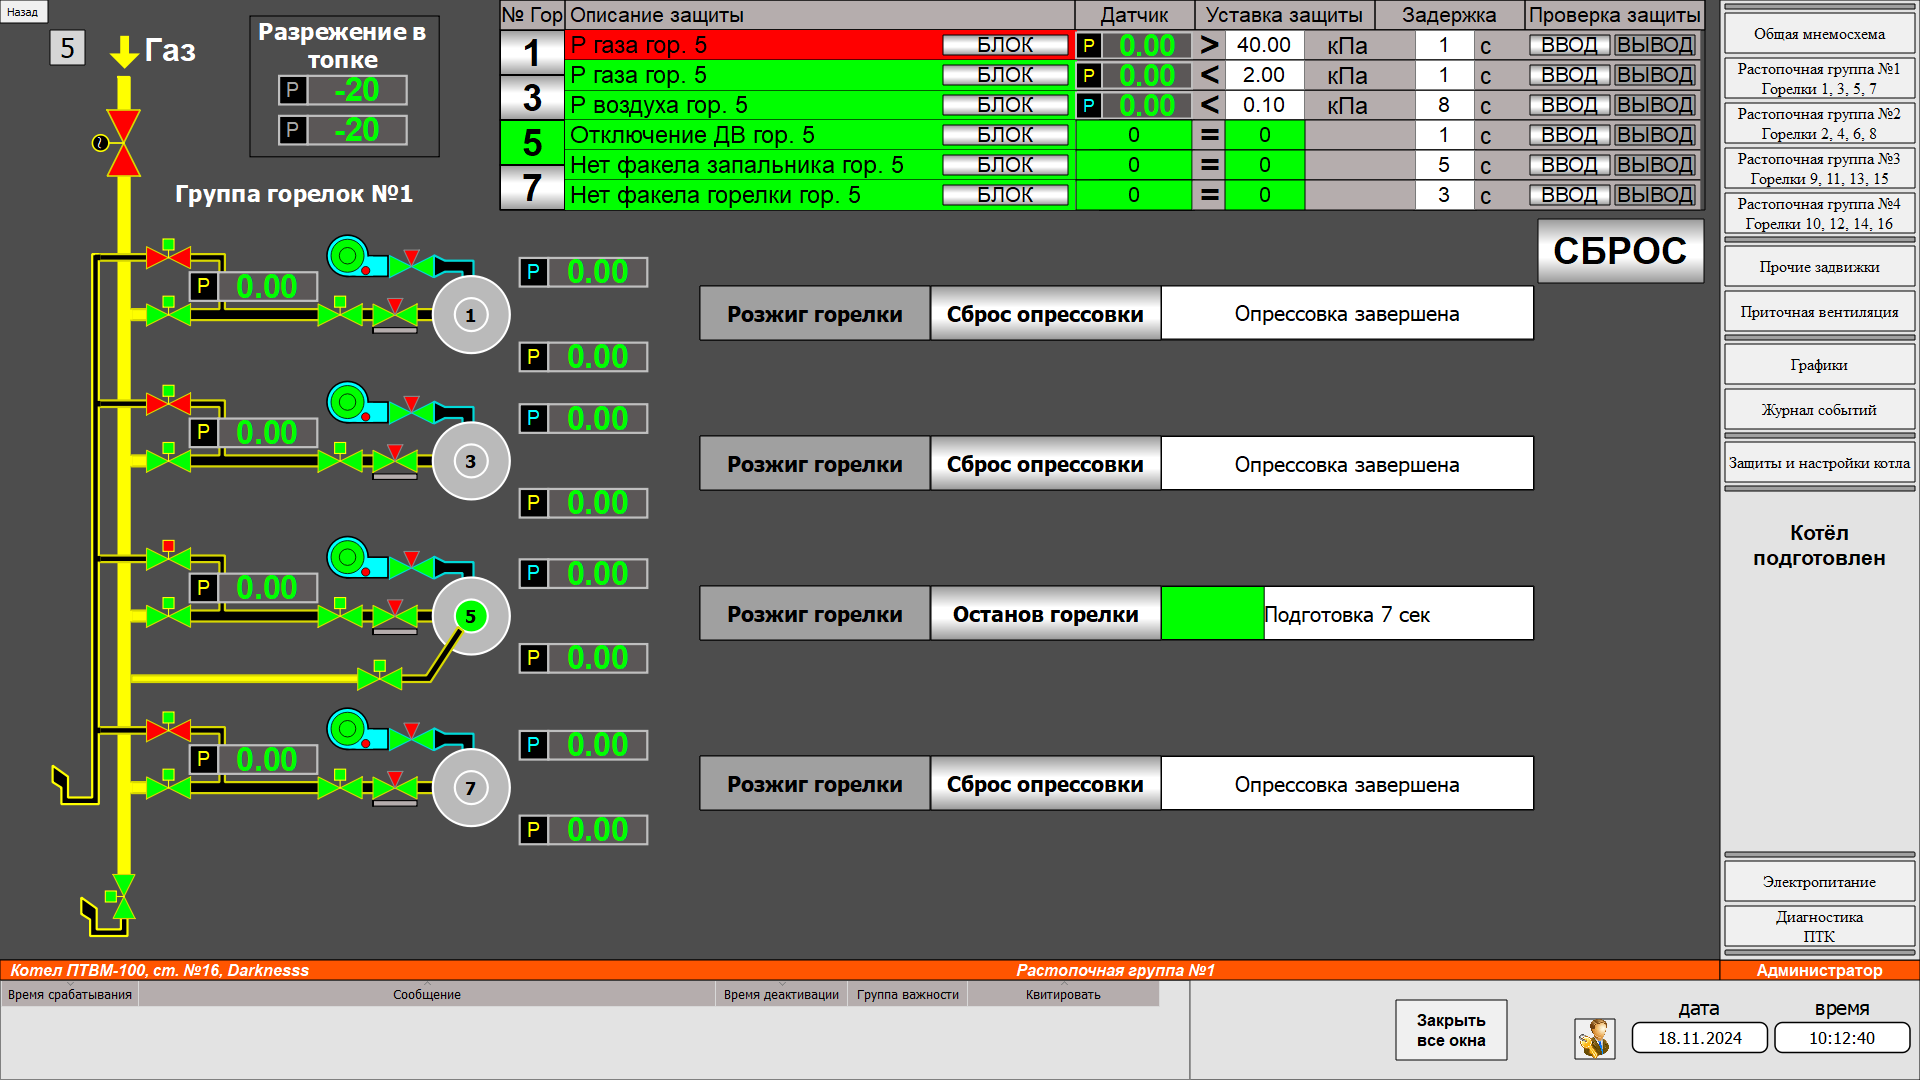 Назад
5
Газ
Разрежение в
топке
P -20
P -20
Группа горелок №1
№ Гор Описание защиты Датчик Уставка защиты Задержка Проверка защиты
1
3
5
7
Р газа гор. 5 БЛОК P 0.00 > 40.00 кПа 1 с ВВОД ВЫВОД
Р газа гор. 5 БЛОК P 0.00 < 2.00 кПа 1 с ВВОД ВЫВОД
Р воздуха гор. 5 БЛОК P 0.00 < 0.10 кПа 8 с ВВОД ВЫВОД
Отключение ДВ гор. 5 БЛОК 0 = 0 1 с ВВОД ВЫВОД
Нет факела запальника гор. 5 БЛОК 0 = 0 5 с ВВОД ВЫВОД
Нет факела горелки гор. 5 БЛОК 0 = 0 3 с ВВОД ВЫВОД
СБРОС
P 0.00
P 0.00
1
P 0.00
Розжиг горелки Сброс опрессовки Опрессовка завершена
P 0.00
P 0.00
3
P 0.00
Розжиг горелки Сброс опрессовки Опрессовка завершена
P 0.00
P 0.00
5
P 0.00
Розжиг горелки Останов горелки Подготовка 7 сек
P 0.00
P 0.00
7
P 0.00
Розжиг горелки Сброс опрессовки Опрессовка завершена
Общая мнемосхема
Растопочная группа №1
Горелки 1, 3, 5, 7
Растопочная группа №2
Горелки 2, 4, 6, 8
Растопочная группа №3
Горелки 9, 11, 13, 15
Растопочная группа №4
Горелки 10, 12, 14, 16
Прочие задвижки
Приточная вентиляция
Графики
Журнал событий
Защиты и настройки котла
Котёл
подготовлен
Электропитание
Диагностика
ПТК
Котел ПТВМ-100, ст. №16, Darknesss Растопочная группа №1 Администратор
Время срабатывания Сообщение Время деактивации Группа важности Квитировать
Закрыть
все окна
дата время
18.11.2024 10:12:40